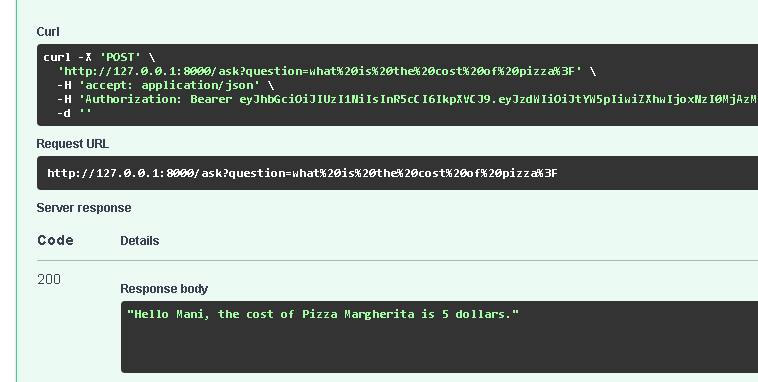 Curl
curl -X 'POST' \
'http://127.0.0.1:8000/ask?question=what%20is%20the%20cost%20of%20pizza%3F' \
-H 'accept: application/json' \
-H 'Authorization: Bearer eyJhbGciOiJIUzI1NiIsInR5cCI6IkpXVCJ9.eyJzdWIiOiJtYW5pIiwiZXhwIjoxNzI0MjAzM
-d ''
Request URL
http://127.0.0.1:8000/ask?question=what%20is%20the%20cost%20of%20pizza%3F
Server response
Code Details
200
Response body
"Hello Mani, the cost of Pizza Margherita is 5 dollars."